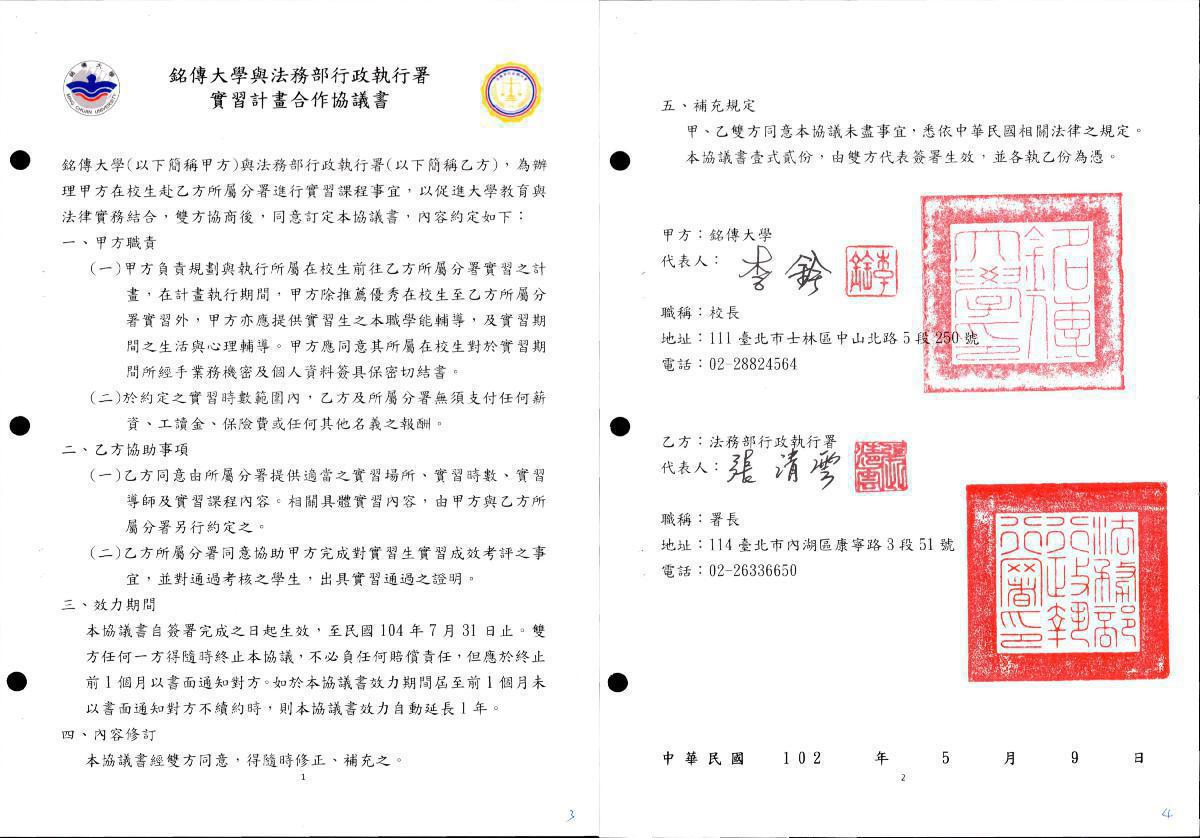 銘傳大學
MING CHUAN UNIVERSITY
銘傳大學與法務部行政執行署
實習計畫合作協議書
銘傳大學(以下簡稱甲方)與法務部行政執行署(以下簡稱乙方)，為辦
理甲方在校生赴乙方所屬分署進行實習課程事宜，以促進大學教育與
法律實務結合，雙方協商後，同意訂定本協議書，內容約定如下：
一、甲方職責
(一)甲方負責規劃與執行所屬在校生前往乙方所屬分署實習之計
畫，在計畫執行期間，甲方除推薦優秀在校生至乙方所屬分
署實習外，甲方亦應提供實習生之本職學能輔導，及實習期
間之生活與心理輔導。甲方應同意其所屬在校生對於實習期
間所經手業務機密及個人資料簽具保密切結書。
(二)於約定之實習時數範圍內，乙方及所屬分署無須支付任何薪
資、工讀金、保險費或任何其他名義之報酬。
二、乙方協助事項
(一)乙方同意由所屬分署提供適當之實習場所、實習時數、實習
導師及實習課程內容。相關具體實習內容，由甲方與乙方所
屬分署另行約定之。
(二)乙方所屬分署同意協助甲方完成對實習生實習成效考評之事
宜，並對通過考核之學生，出具實習通過之證明。
三、效力期間
本協議書自簽署完成之日起生效，至民國 104 年 7 月 31 日止。雙
方任何一方得隨時終止本協議，不必負任何賠償責任，但應於終止
前 1 個月以書面通知對方。如於本協議書效力期間屆至前 1 個月未
以書面通知對方不續約時，則本協議書效力自動延長 1 年。
四、內容修訂
本協議書經雙方同意，得隨時修正、補充之。
1
3
五、補充規定
甲、乙雙方同意本協議未盡事宜，悉依中華民國相關法律之規定。
本協議書壹式貳份，由雙方代表簽署生效，並各執乙份為憑。
甲方：銘傳大學
代表人：李銓
李銓
職稱：校長
地址：111 臺北市士林區中山北路 5 段 250 號
電話：02-28824564
銘傳大學印
乙方：法務部行政執行署
代表人：張清雲
張清雲
職稱：署長
地址：114 臺北市內湖區康寧路 3 段 51 號
電話：02-26336650
法務部行政執行署印
中華民國 102 年 5 月 9 日
2
4